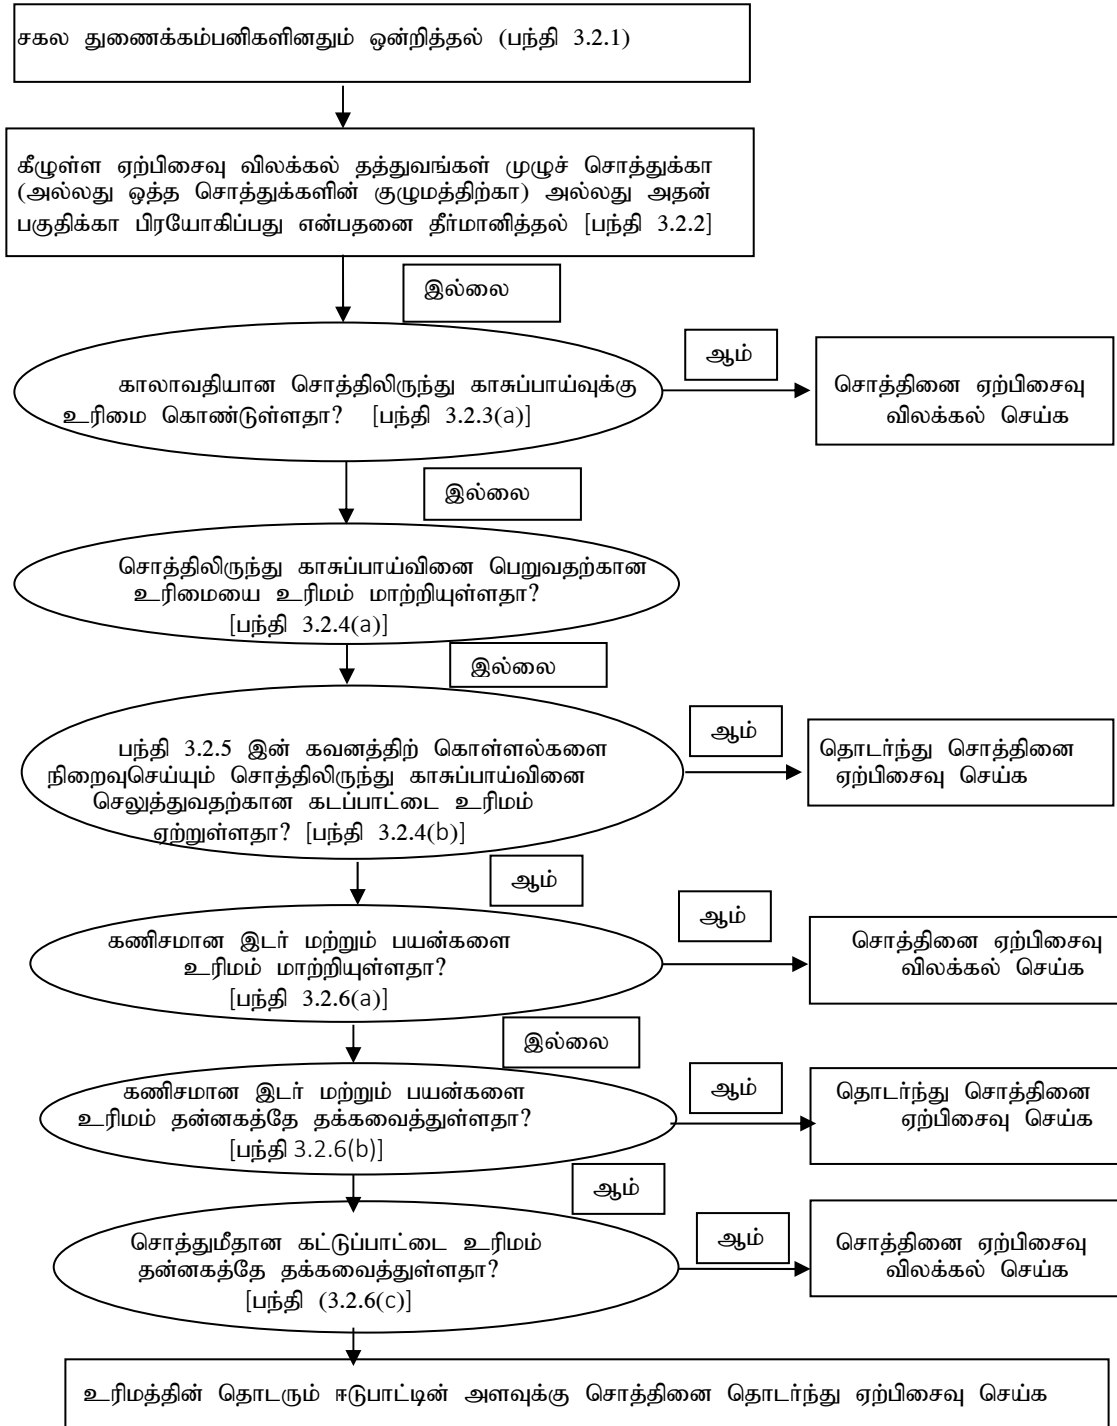 சகல துணைக்கம்பனிகளினதும் ஒன்றித்தல் (பந்தி 3.2.1)
கீழுள்ள ஏற்பிசைவு விலக்கல் தத்துவங்கள் முழுச் சொத்துக்கா
(அல்லது ஒத்த சொத்துக்களின் குழுமத்திற்கா) அல்லது அதன்
பகுதிக்கா பிரயோகிப்பது என்பதனை தீர்மானித்தல் [பந்தி 3.2.2]
இல்லை
காலாவதியான சொத்திலிருந்து காசுப்பாய்வுக்கு
உரிமை கொண்டுள்ளதா? [பந்தி 3.2.3(a)]
ஆம்
சொத்தினை ஏற்பிசைவு
விலக்கல் செய்க
இல்லை
சொத்திலிருந்து காசுப்பாய்வினை பெறுவதற்கான
உரிமையை உரிமம் மாற்றியுள்ளதா?
[பந்தி 3.2.4(a)]
இல்லை
பந்தி 3.2.5 இன் கவனத்திற் கொள்ளல்களை
நிறைவுசெய்யும் சொத்திலிருந்து காசுப்பாய்வினை
செலுத்துவதற்கான கடப்பாட்டை உரிமம்
ஏற்றுள்ளதா? [பந்தி 3.2.4(b)]
ஆம்
தொடர்ந்து சொத்தினை
ஏற்பிசைவு செய்க
ஆம்
கணிசமான இடர் மற்றும் பயன்களை
உரிமம் மாற்றியுள்ளதா?
[பந்தி 3.2.6(a)]
ஆம்
சொத்தினை ஏற்பிசைவு
விலக்கல் செய்க
இல்லை
கணிசமான இடர் மற்றும் பயன்களை
உரிமம் தன்னகத்தே தக்கவைத்துள்ளதா?
[பந்தி 3.2.6(b)]
ஆம்
தொடர்ந்து சொத்தினை
ஏற்பிசைவு செய்க
ஆம்
சொத்துமீதான கட்டுப்பாட்டை உரிமம்
தன்னகத்தே தக்கவைத்துள்ளதா?
[பந்தி (3.2.6(c)]
ஆம்
சொத்தினை ஏற்பிசைவு
விலக்கல் செய்க
உரிமத்தின் தொடரும் ஈடுபாட்டின் அளவுக்கு சொத்தினை தொடர்ந்து ஏற்பிசைவு செய்க